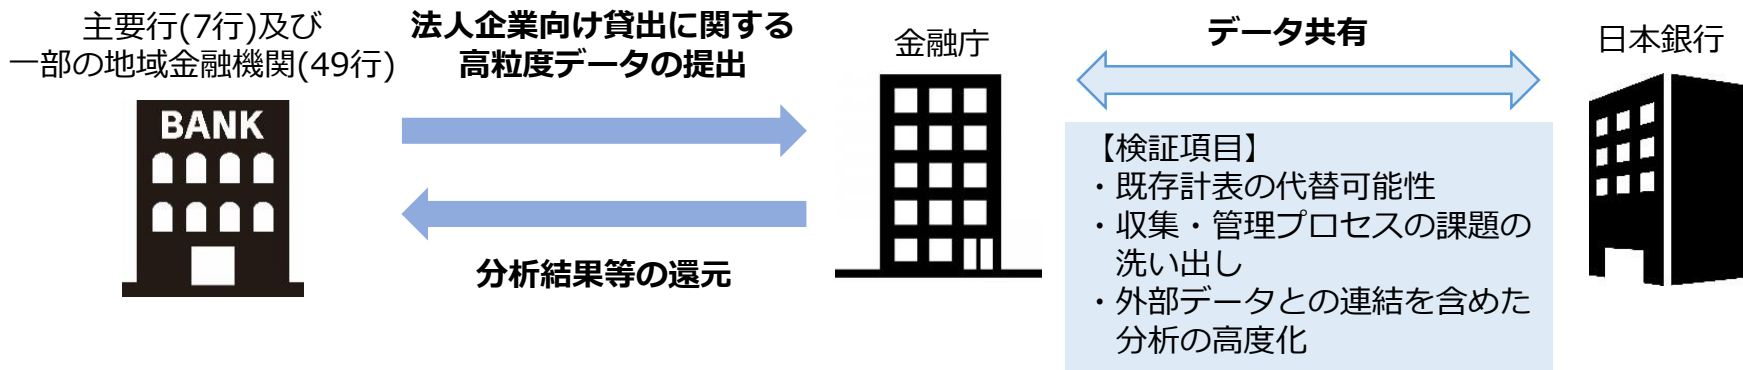 主要行(7行)及び
一部の地域金融機関(49行)
BANK
法人企業向け貸出に関する
高粒度データの提出
分析結果等の還元
金融庁
データ共有
【検証項目】
・既存計表の代替可能性
・収集・管理プロセスの課題の
洗い出し
・外部データとの連結を含めた
分析の高度化
日本銀行